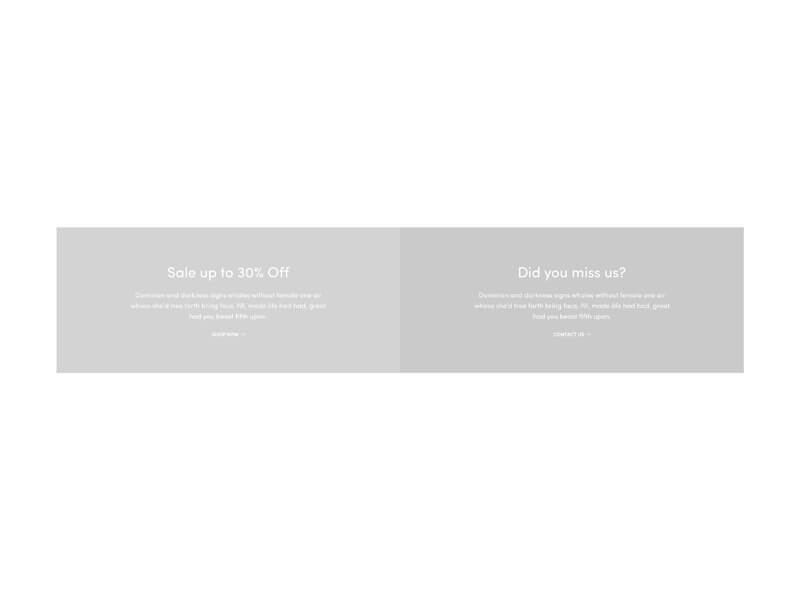 Sale up to 30% Off
Dominion and darkness signs whales without female one air
whose she'd tree forth bring face, fill, made life had had, great
had you beast fifth upon.
SHOP NOW →
Did you miss us?
Dominion and darkness signs whales without female one air
whose she'd tree forth bring face, fill, made life had had, great
had you beast fifth upon.
CONTACT US →